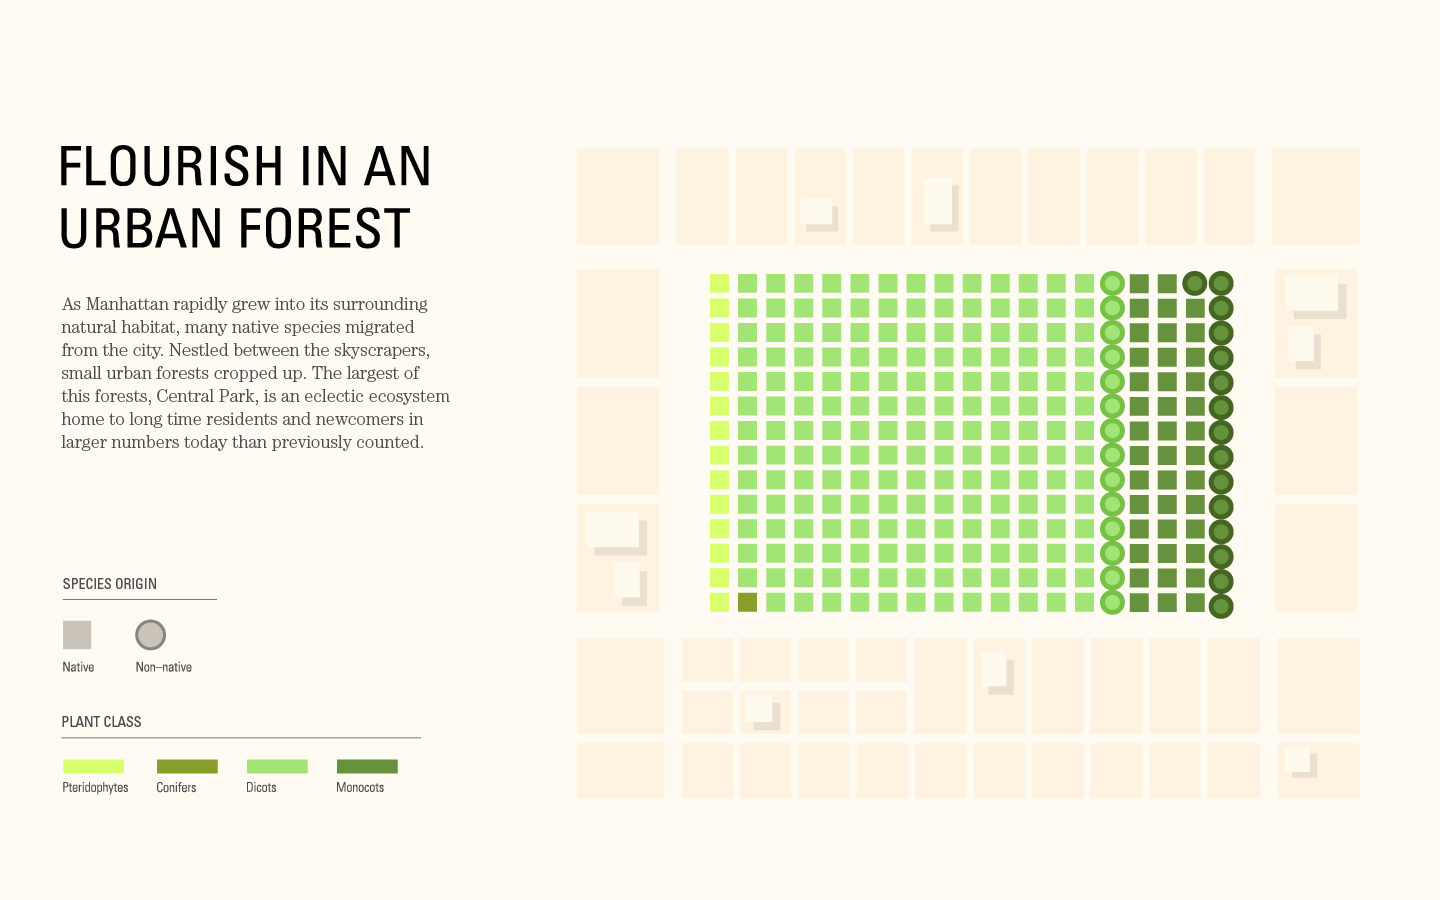 FLOURISH IN AN
URBAN FOREST
As Manhattan rapidly grew into its surrounding
natural habitat, many native species migrated
from the city. Nestled between the skyscrapers,
small urban forests cropped up. The largest of
this forests, Central Park, is an eclectic ecosystem
home to long time residents and newcomers in
larger numbers today than previously counted.
SPECIES ORIGIN
Native
Non–native
PLANT CLASS
Pteridophytes
Conifers
Dicots
Monocots